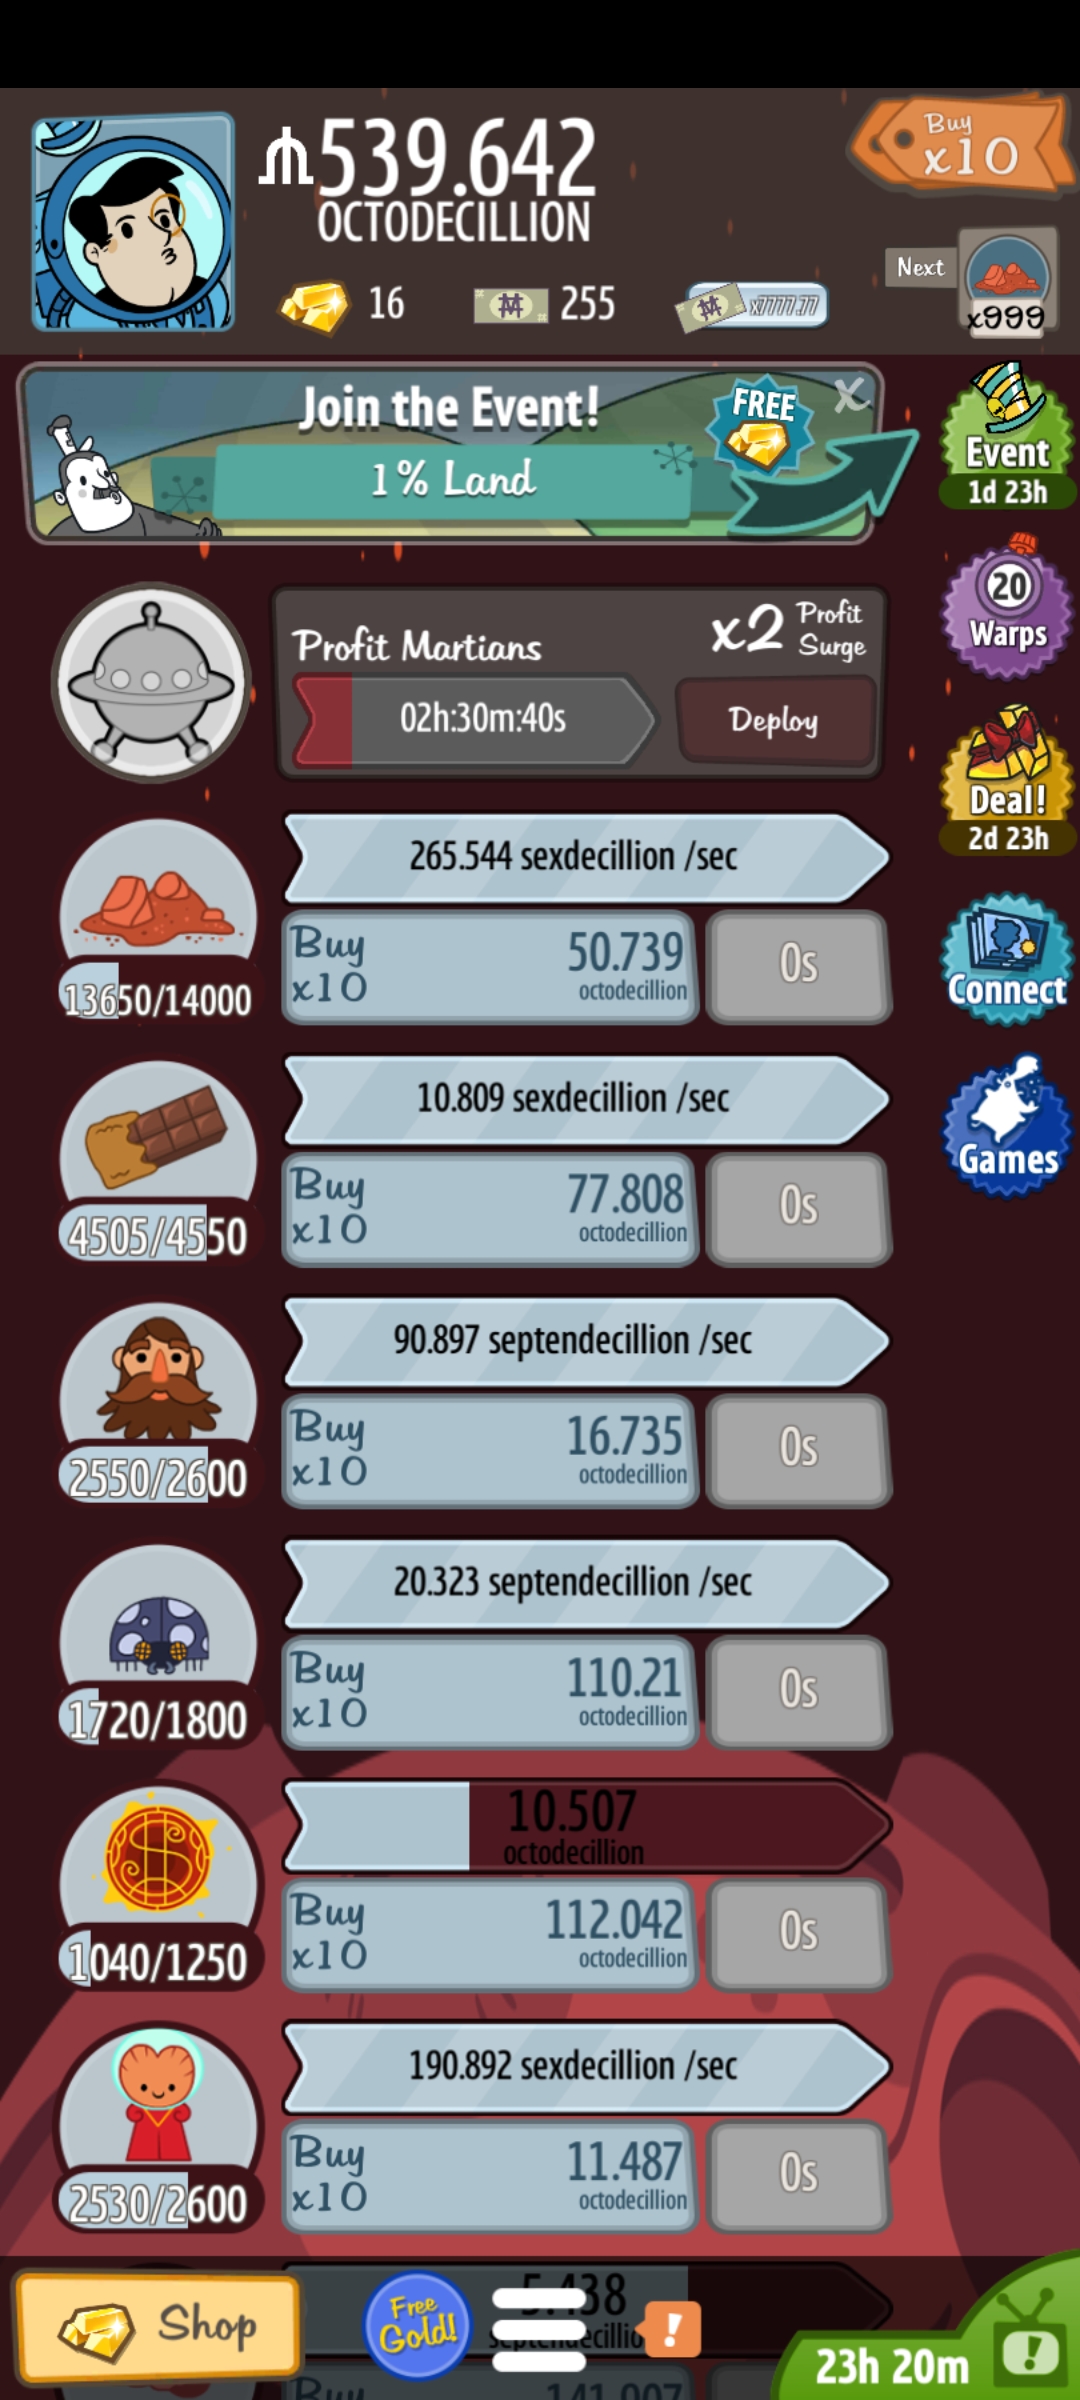 539.642
OCTODECILLION
Buy
x10
16
255
x7777.77
Next
x999
Join the Event!
1% Land
FREE
X
Event
1d 23h
20
Warps
Profit Martians
x2 Profit
Surge
02h:30m:40s
Deploy
Deal!
2d 23h
265.544 sexdecillion /sec
Buy
x10
50.739
octodecillion
0s
13650/14000
Connect
10.809 sexdecillion /sec
Games
Buy
x10
77.808
octodecillion
0s
4505/4550
90.897 septendecillion /sec
Buy
x10
16.735
octodecillion
0s
2550/2600
20.323 septendecillion /sec
Buy
x10
110.21
octodecillion
0s
1720/1800
10.507
octodecillion
Buy
x10
112.042
octodecillion
0s
1040/1250
190.892 sexdecillion /sec
Buy
x10
11.487
octodecillion
0s
2530/2600
Shop
Free
Gold!
!
23h 20m
!